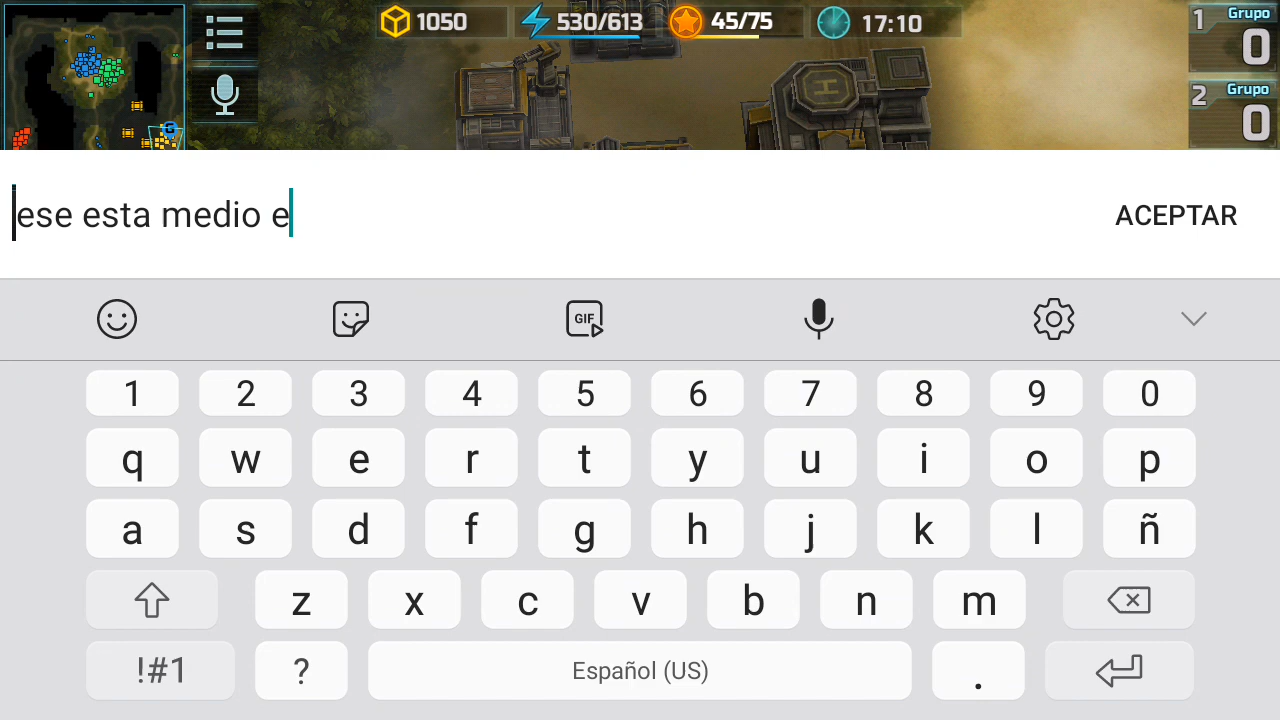 1050 530/613 45/75 17:10
1 Grupo
0
2 Grupo
0
ese esta medio e
ACEPTAR
GIF
1 2 3 4 5 6 7 8 9 0
q w e r t y u i o p
a s d f g h j k l ñ
z x c v b n m
!#1 ? Español (US) .